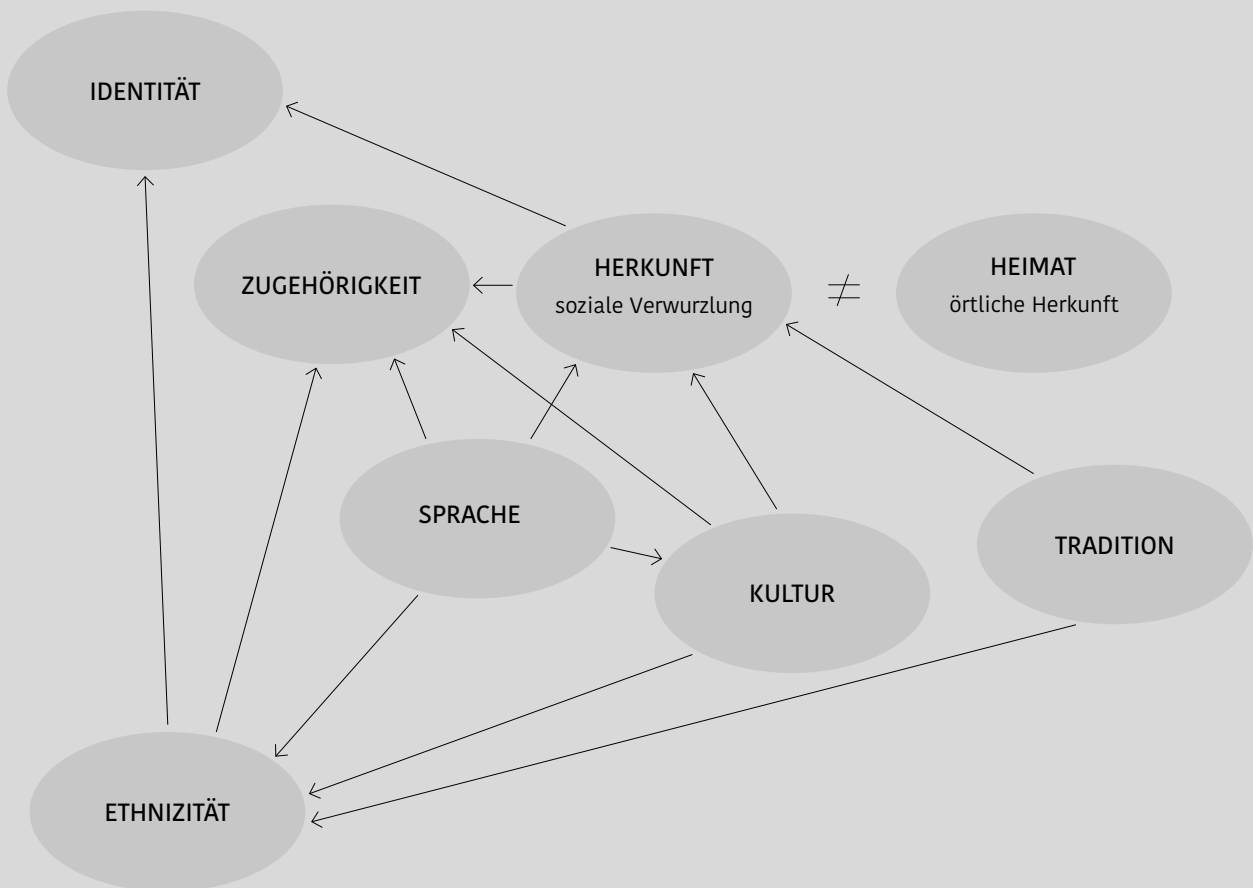 IDENTITÄT
ZUGEHÖRIGKEIT
HERKUNFT
soziale Verwurzlung
≠
HEIMAT
örtliche Herkunft
SPRACHE
KULTUR
TRADITION
ETHNIZITÄT